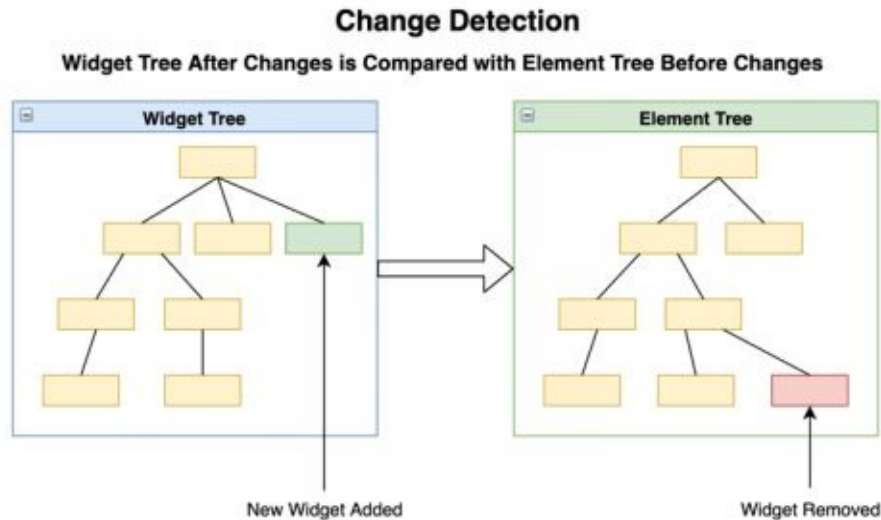 Change Detection
Widget Tree After Changes is Compared with Element Tree Before Changes
Widget Tree
Element Tree
New Widget Added
Widget Removed